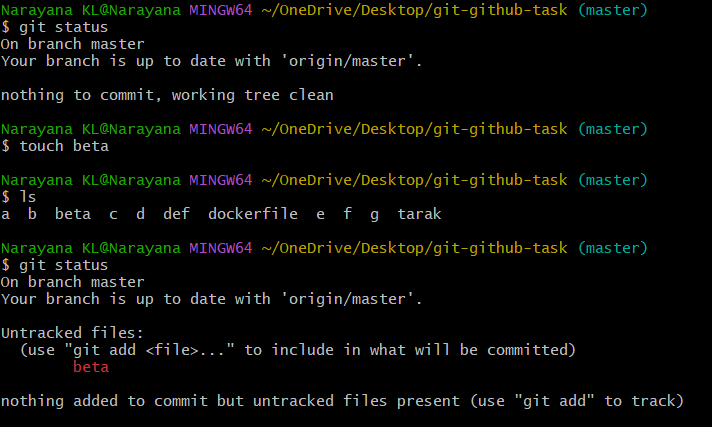 Narayana KL@Narayana MINGW64 ~/OneDrive/Desktop/git-github-task (master)
$ git status
On branch master
Your branch is up to date with 'origin/master'.
nothing to commit, working tree clean
Narayana KL@Narayana MINGW64 ~/OneDrive/Desktop/git-github-task (master)
$ touch beta
Narayana KL@Narayana MINGW64 ~/OneDrive/Desktop/git-github-task (master)
$ ls
a  b  beta  c  d  def  dockerfile  e  f  g  tarak
Narayana KL@Narayana MINGW64 ~/OneDrive/Desktop/git-github-task (master)
$ git status
On branch master
Your branch is up to date with 'origin/master'.
Untracked files:
  (use "git add <file>..." to include in what will be committed)
        beta
nothing added to commit but untracked files present (use "git add" to track)